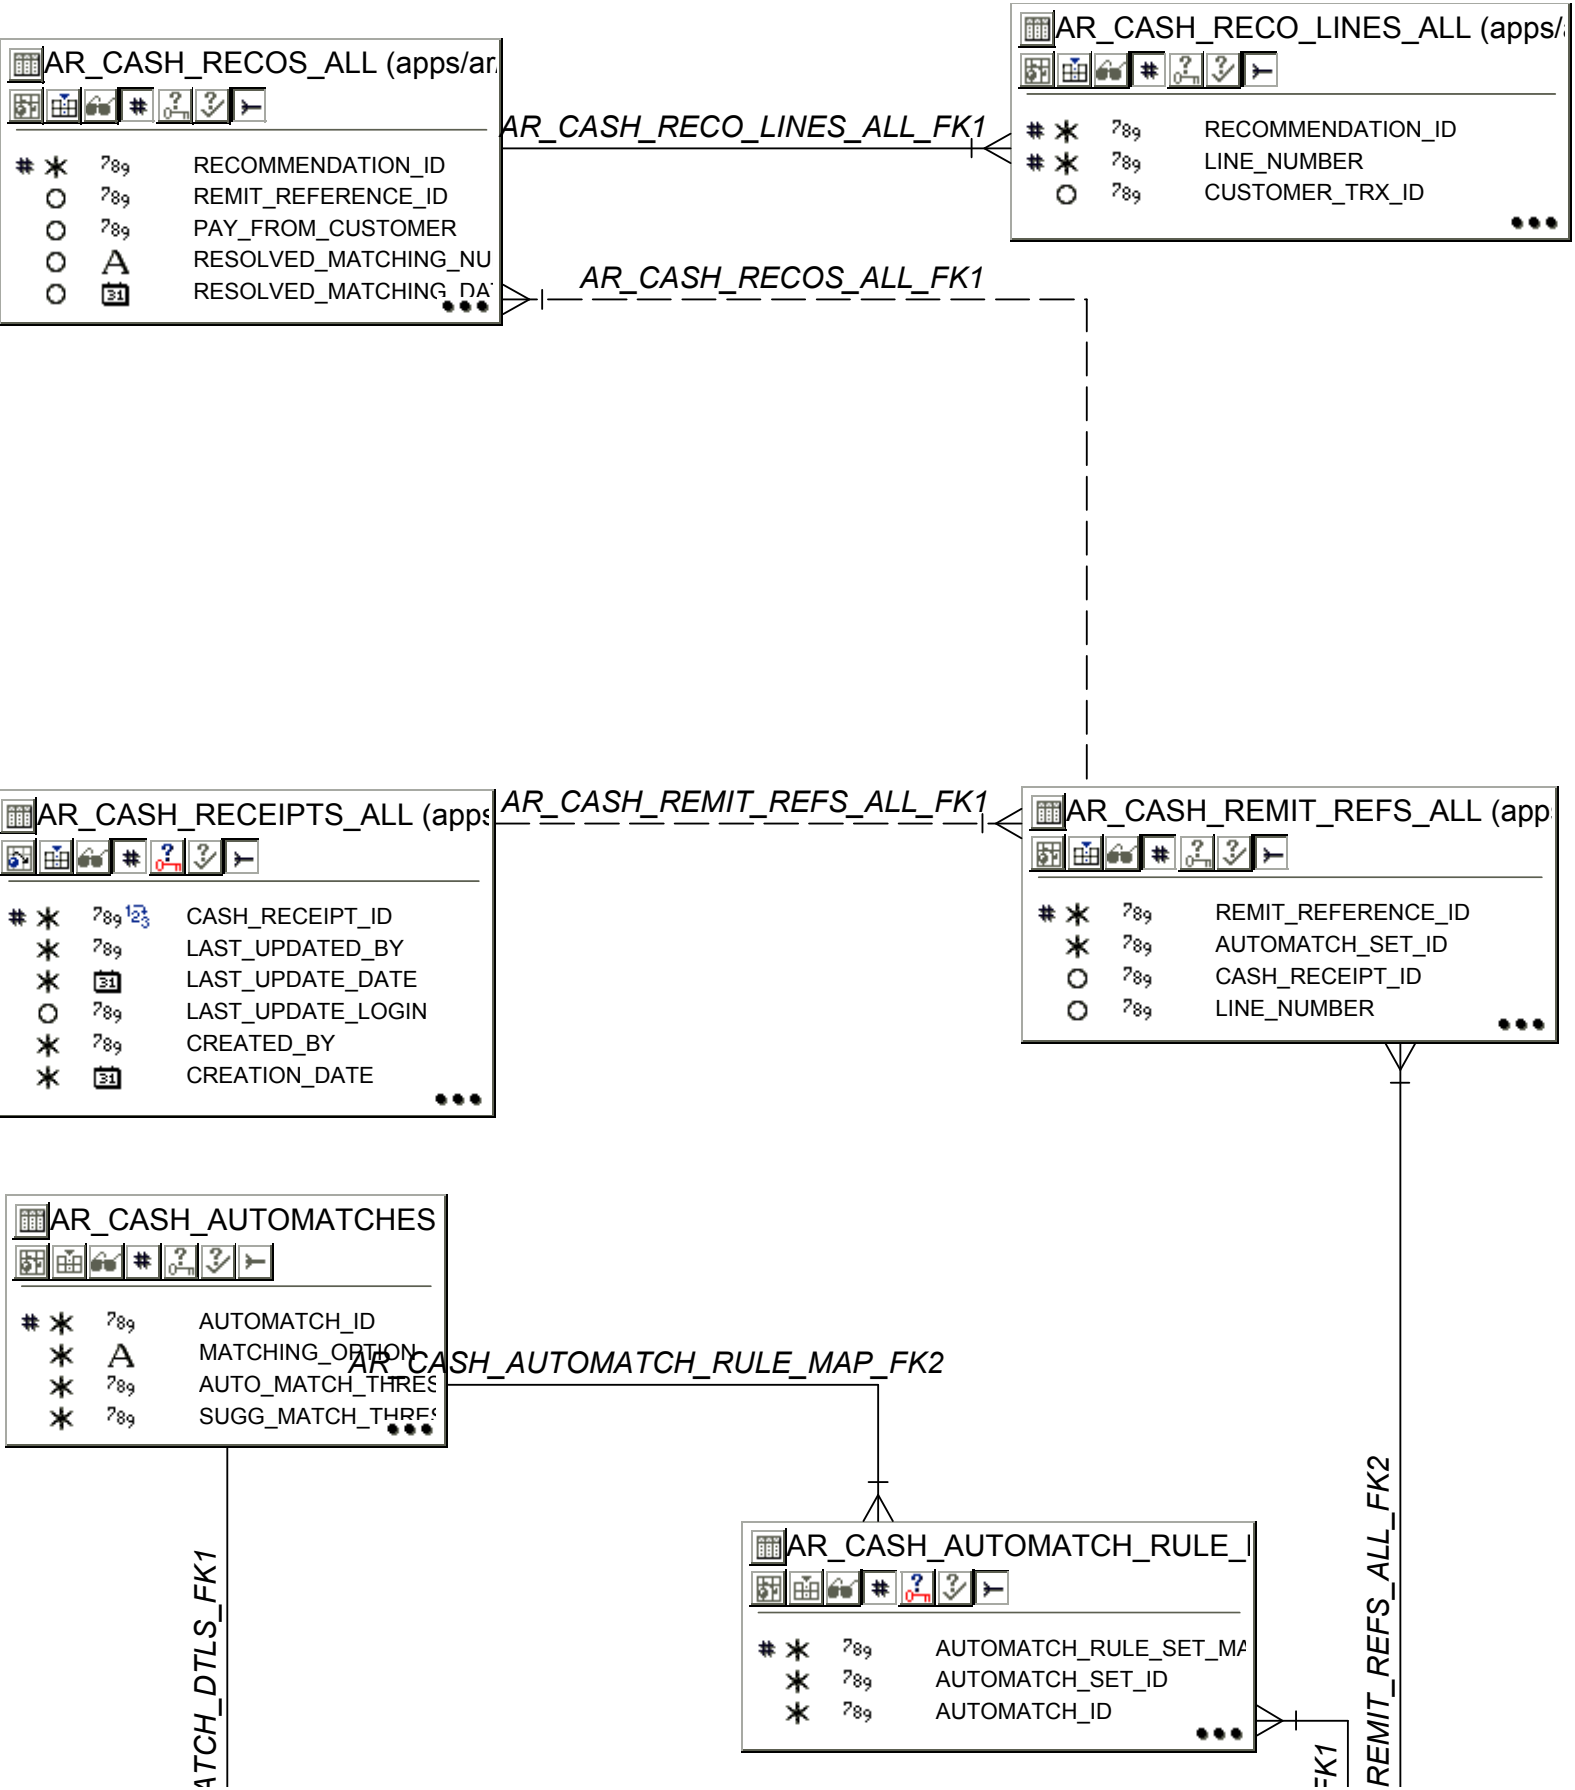 AR_CASH_RECOS_ALL (apps/ar
RECOMMENDATION_ID
REMIT_REFERENCE_ID
PAY_FROM_CUSTOMER
RESOLVED_MATCHING_NU
RESOLVED_MATCHING_DA
AR_CASH_RECO_LINES_ALL_FK1
AR_CASH_RECO_LINES_ALL (apps/
RECOMMENDATION_ID
LINE_NUMBER
CUSTOMER_TRX_ID
AR_CASH_RECOS_ALL_FK1
AR_CASH_RECEIPTS_ALL (apps
CASH_RECEIPT_ID
LAST_UPDATED_BY
LAST_UPDATE_DATE
LAST_UPDATE_LOGIN
CREATED_BY
CREATION_DATE
AR_CASH_REMIT_REFS_ALL_FK1
AR_CASH_REMIT_REFS_ALL (app
REMIT_REFERENCE_ID
AUTOMATCH_SET_ID
CASH_RECEIPT_ID
LINE_NUMBER
AR_CASH_AUTOMATCHES
AUTOMATCH_ID
MATCHING_OPTION
AUTO_MATCH_THRES
SUGG_MATCH_THRES
AR_CASH_AUTOMATCH_RULE_MAP_FK2
AR_CASH_AUTOMATCH_RULE_
AUTOMATCH_RULE_SET_MA
AUTOMATCH_SET_ID
AUTOMATCH_ID
ATCH_DTLS_FK1
FK1
REMIT_REFS_ALL_FK2